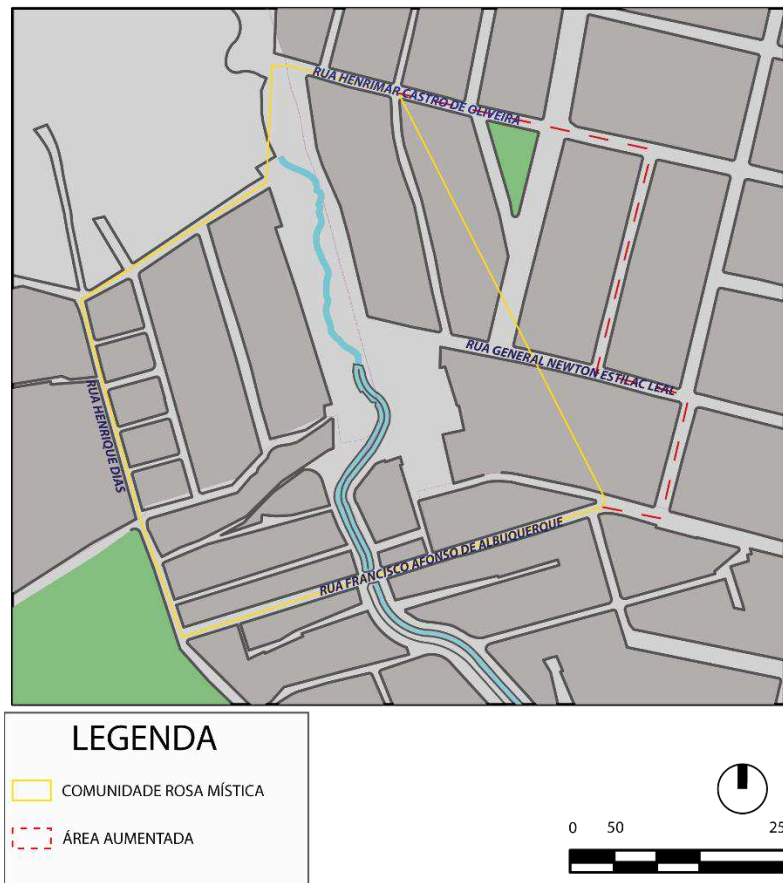 RUA HENRIMAR CASTRO DE OLIVEIRA
RUA GENERAL NEWTON ESTILAC LEAL
RUA HENRIQUE DIAS
RUA FRANCISCO AFONSO DE ALBUQUERQUE
LEGENDA
COMUNIDADE ROSA MÍSTICA
ÁREA AUMENTADA
0 50 25